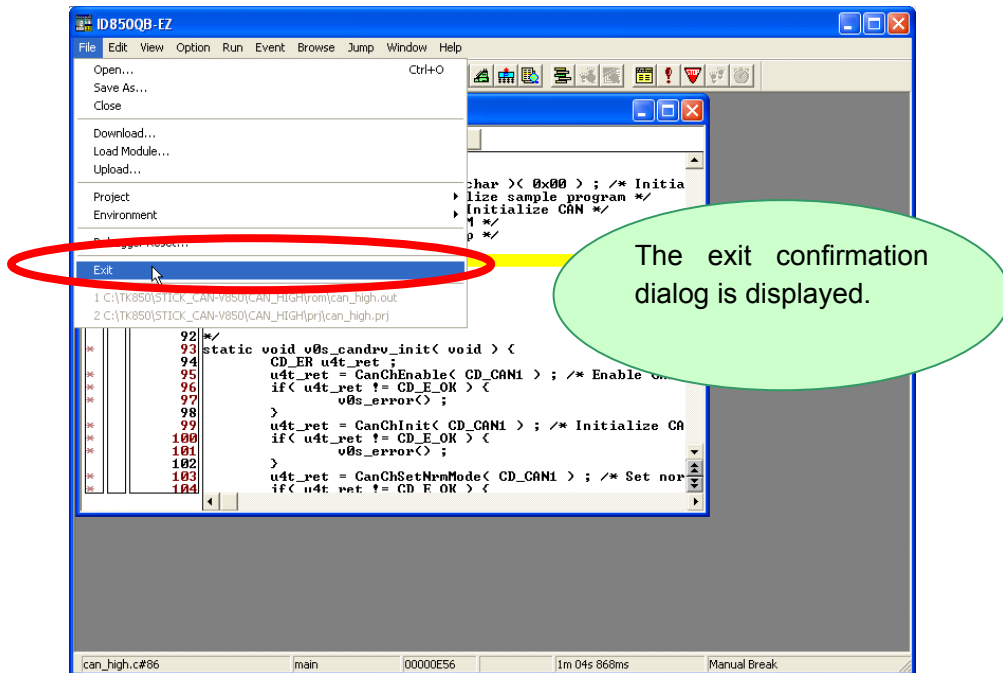 ID850QB-EZ
File Edit View Option Run Event Browse Jump Window Help
Open... Ctrl+O
Save As...
Close
Download...
Load Module...
Upload...
Project
Environment
Exit
1 C:\TK850\STICK_CAN-V850\CAN_HIGH\rom\can_high.out
2 C:\TK850\STICK_CAN-V850\CAN_HIGH\prj\can_high.prj
char )( 0x00 ) ; /* Initia
lize sample program */
Initialize CAN */
*/
*/
The exit confirmation
dialog is displayed.
92 */
* 93 static void v0s_candrv_init( void ) {
94 CD_ER u4t_ret ;
* 95 u4t_ret = CanChEnable( CD_CAN1 ) ; /* Enable
* 96 if( u4t_ret != CD_E_OK ) {
* 97 v0s_error() ;
98 }
* 99 u4t_ret = CanChInit( CD_CAN1 ) ; /* Initialize CA
* 100 if( u4t_ret != CD_E_OK ) {
* 101 v0s_error() ;
102 }
* 103 u4t_ret = CanChSetNrmMode( CD_CAN1 ) ; /* Set nor
* 104 if( u4t_ret != CD_E_OK ) {
can_high.c#86 main 00000E56 1m 04s 868ms Manual Break